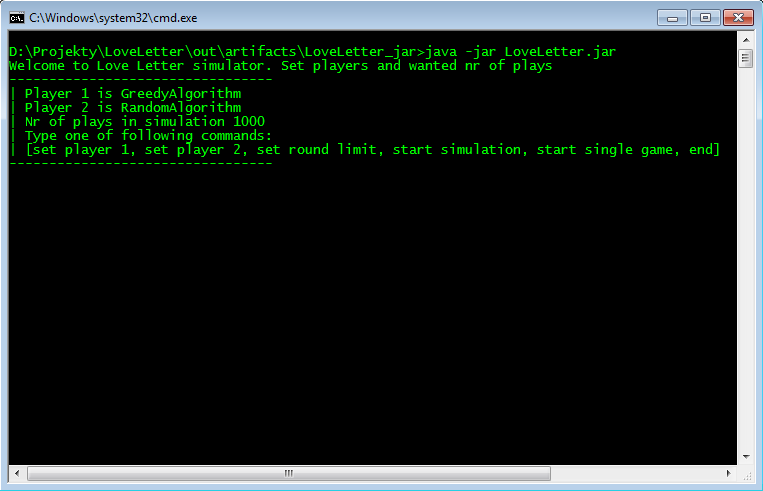 C:\Windows\system32\cmd.exe
D:\Projekty\LoveLetter\out\artifacts\LoveLetter_jar>java -jar LoveLetter.jar
Welcome to Love Letter simulator. Set players and wanted nr of plays
---------------------------------
| Player 1 is GreedyAlgorithm
| Player 2 is RandomAlgorithm
| Nr of plays in simulation 1000
| Type one of following commands:
| [set player 1, set player 2, set round limit, start simulation, start single game, end]
---------------------------------